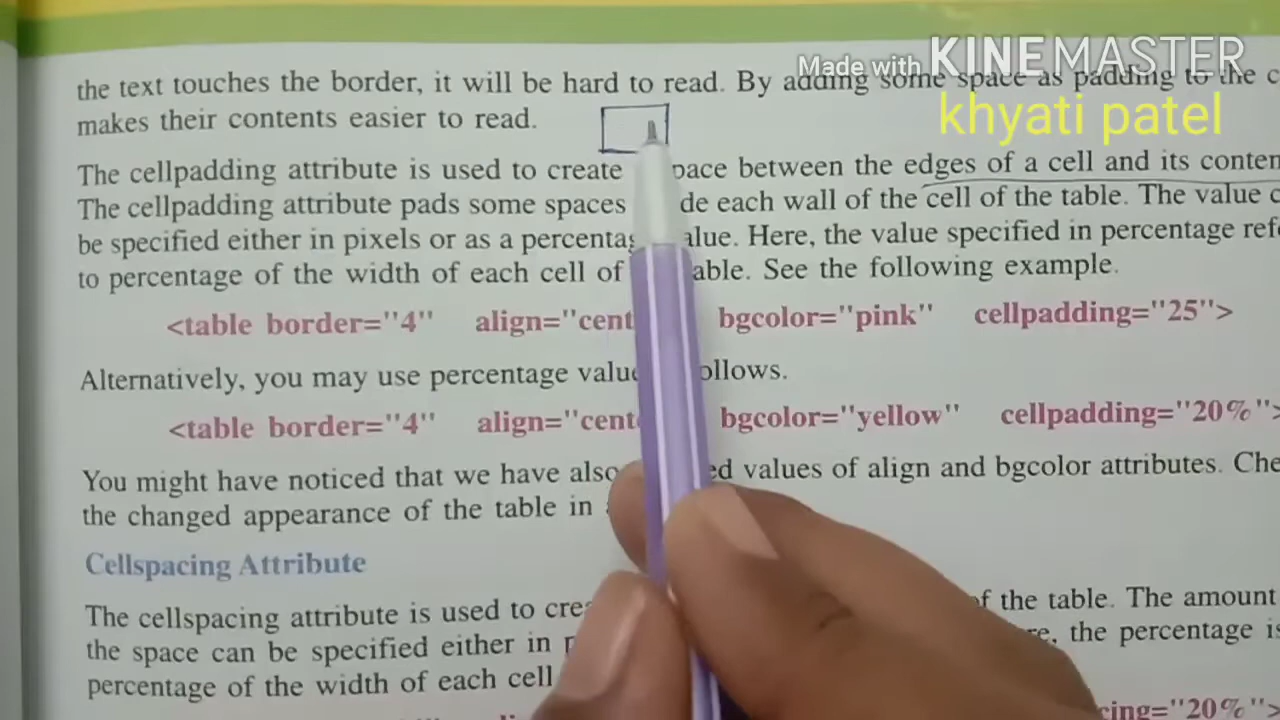 Made with KINEMASTER
khyati patel
the text touches the border, it will be hard to read. By adding some space as padding to the
makes their contents easier to read.
The cellpadding attribute is used to create pace between the edges of a cell and its conten
The cellpadding attribute pads some spaces de each wall of the cell of the table. The value
be specified either in pixels or as a percentag alue. Here, the value specified in percentage ref
to percentage of the width of each cell of able. See the following example.
<table border="4" align="cent bgcolor="pink" cellpadding="25">
Alternatively, you may use percentage valu ollows.
<table border="4" align="cent bgcolor="yellow" cellpadding="20%">
You might have noticed that we have also ed values of align and bgcolor attributes. Che
the changed appearance of the table in
Cellspacing Attribute
The cellspacing attribute is used to crea of the table. The amount
the space can be specified either in re, the percentage is
percentage of the width of each cell
cing="20%">